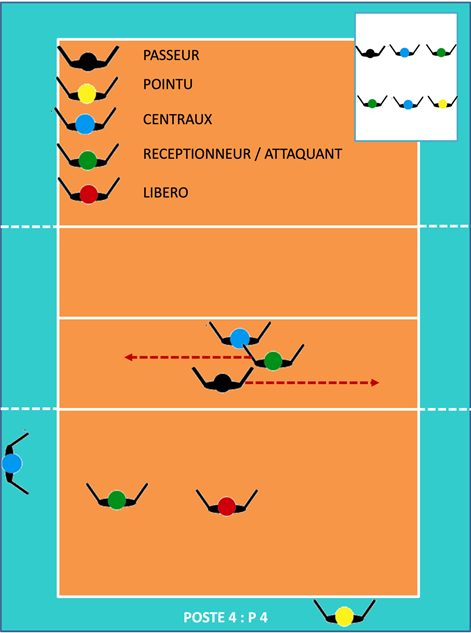 PASSEUR
POINTU
CENTRAUX
RECEPTIONNEUR / ATTAQUANT
LIBERO
POSTE 4 : P 4